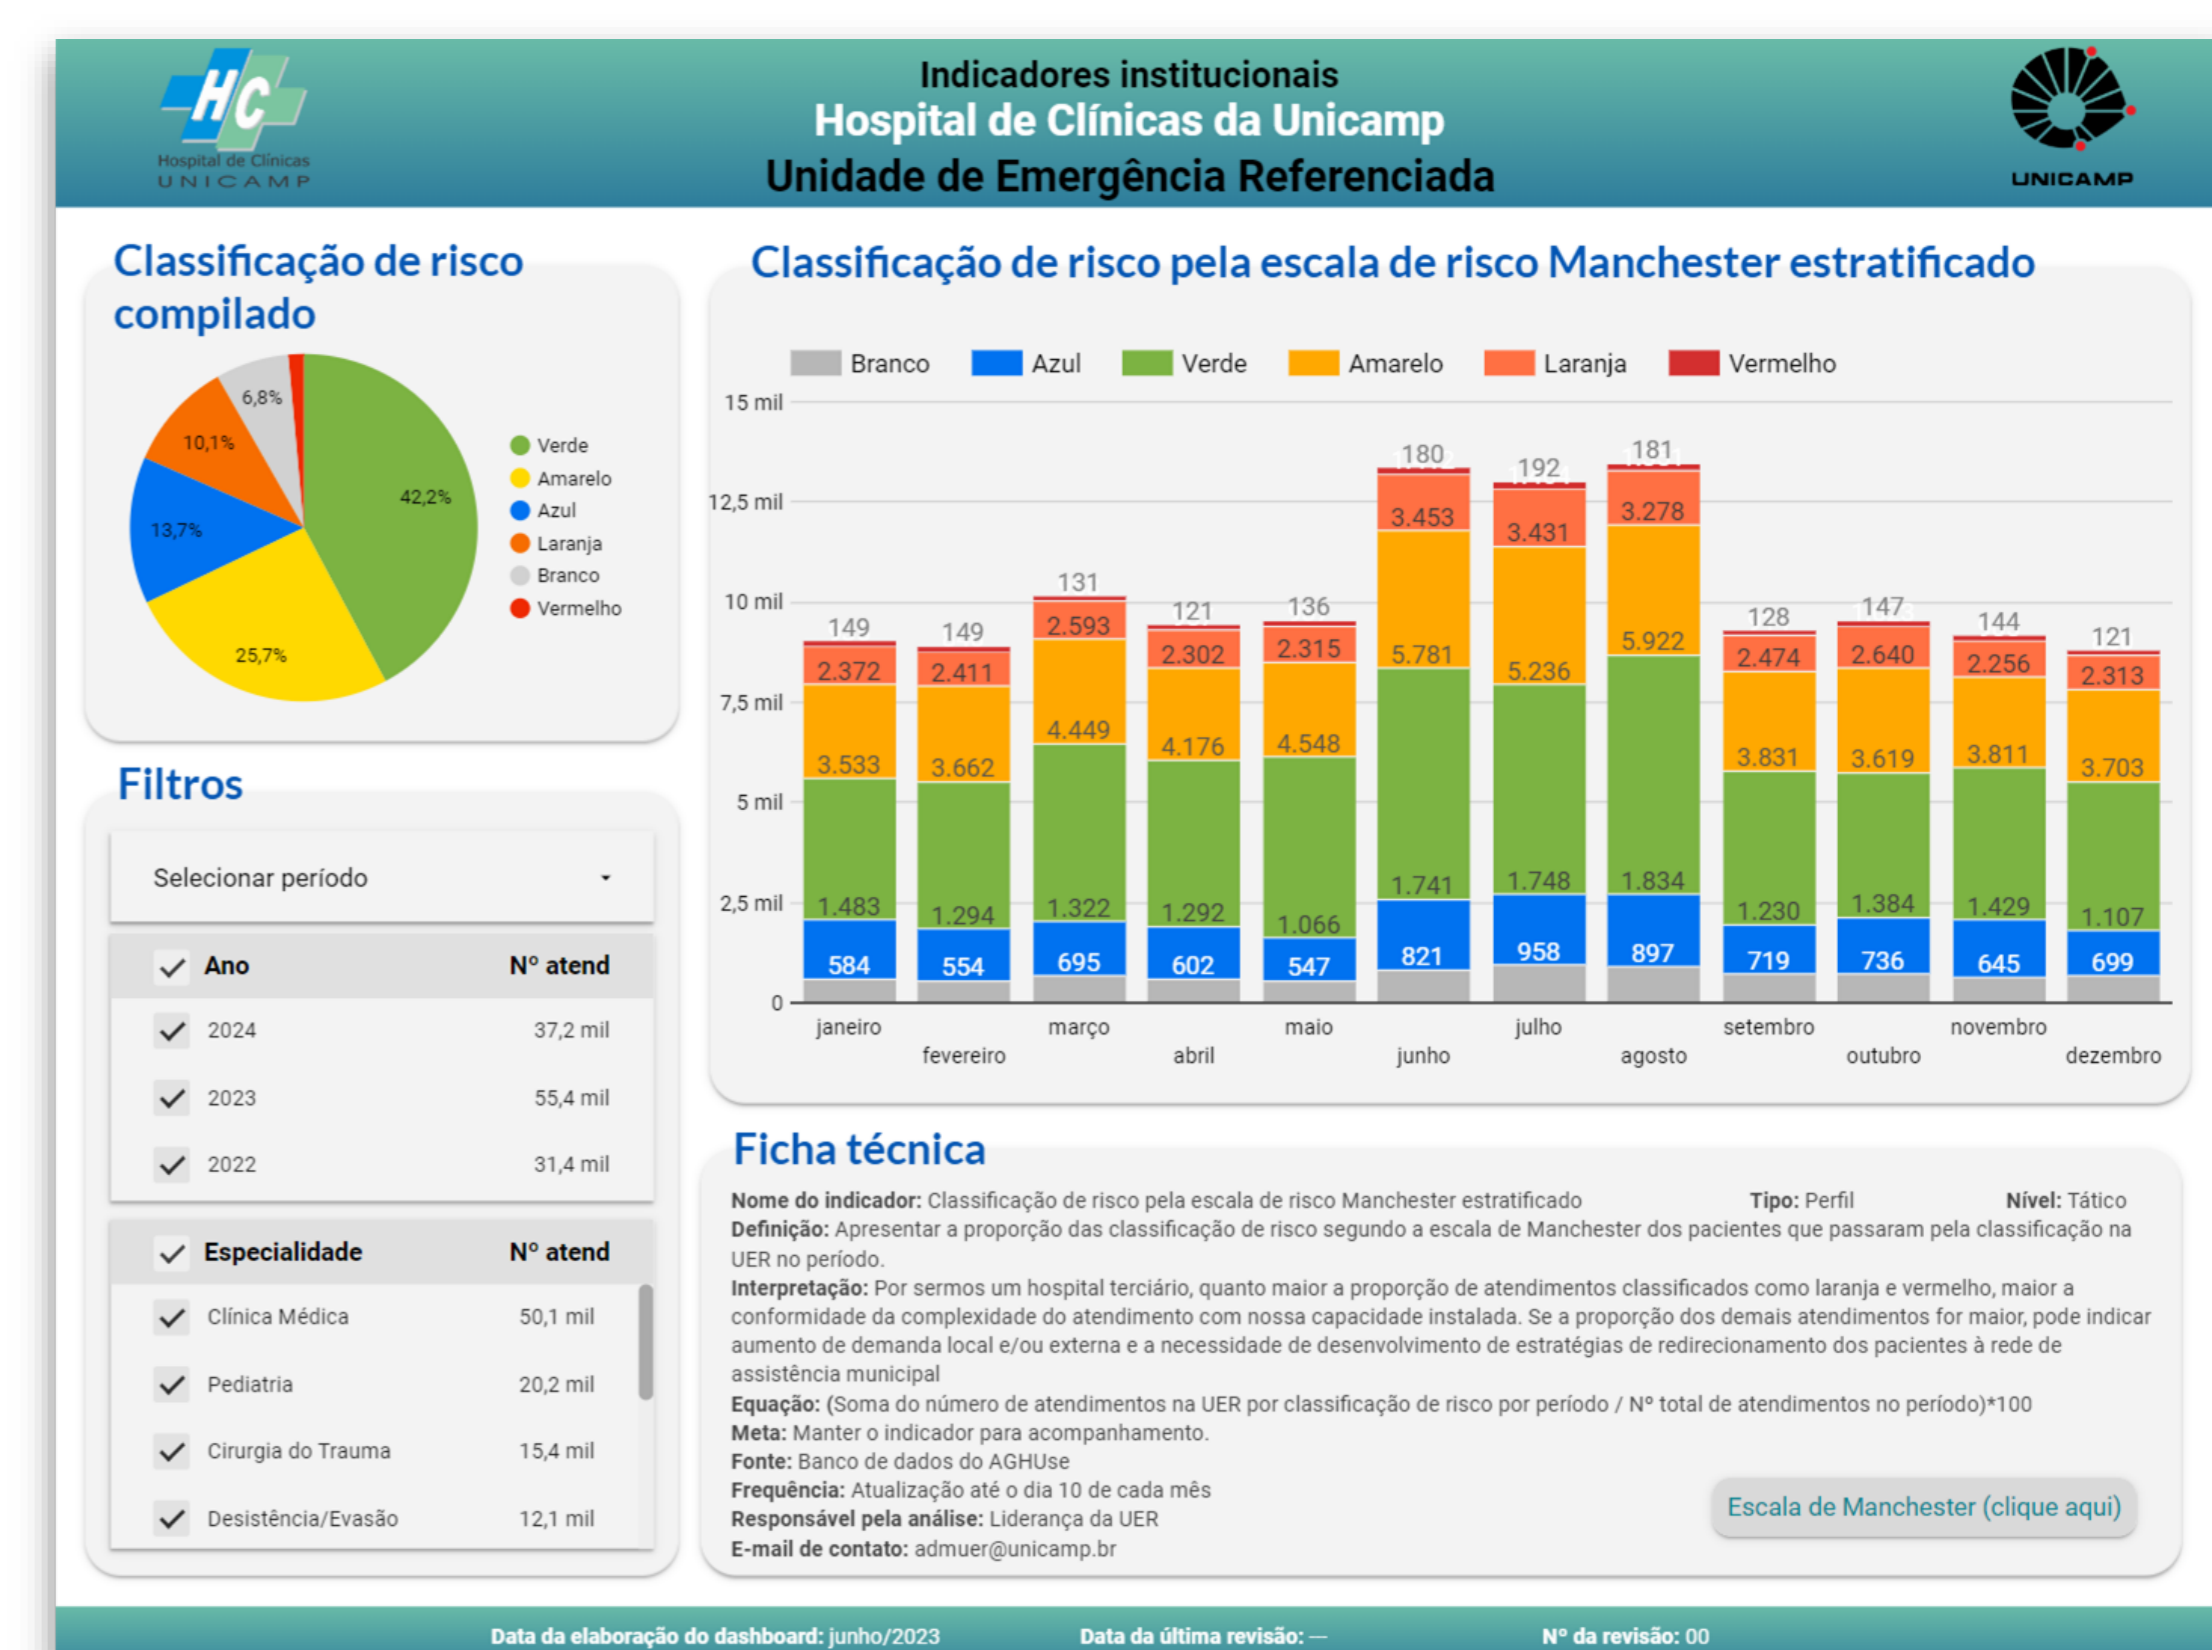 Hospital de Clínicas
UNICAMP
Indicadores institucionais
Hospital de Clínicas da Unicamp
Unidade de Emergência Referenciada
UNICAMP
Classificação de risco
compilado
6,8%
10,1%
42,2%
13,7%
25,7%
Verde
Amarelo
Azul
Laranja
Branco
Vermelho
Filtros
Selecionar período
Ano Nº atend
2024 37,2 mil
2023 55,4 mil
2022 31,4 mil
Especialidade Nº atend
Clínica Médica 50,1 mil
Pediatria 20,2 mil
Cirurgia do Trauma 15,4 mil
Desistência/Evasão 12,1 mil
Classificação de risco pela escala de risco Manchester estratificado
Branco Azul Verde Amarelo Laranja Vermelho
15 mil
12,5 mil
10 mil
7,5 mil
5 mil
2,5 mil
0
149 149 131 121 136 180 192 181 128 147 144 121
2.372 2.411 2.593 2.302 2.315 3.453 3.431 3.278 2.474 2.640 2.256 2.313
3.533 3.662 4.449 4.176 4.548 5.781 5.236 5.922 3.831 3.619 3.811 3.703
1.483 1.294 1.322 1.292 1.066 1.741 1.748 1.834 1.230 1.384 1.429 1.107
584 554 695 602 547 821 958 897 719 736 645 699
janeiro fevereiro março abril maio junho julho agosto setembro outubro novembro dezembro
Ficha técnica
Nome do indicador: Classificação de risco pela escala de risco Manchester estratificado Tipo: Perfil Nível: Tático
Definição: Apresentar a proporção das classificação de risco segundo a escala de Manchester dos pacientes que passaram pela classificação na
UER no período.
Interpretação: Por sermos um hospital terciário, quanto maior a proporção de atendimentos classificados como laranja e vermelho, maior a
conformidade da complexidade do atendimento com nossa capacidade instalada. Se a proporção dos demais atendimentos for maior, pode indicar
aumento de demanda local e/ou externa e a necessidade de desenvolvimento de estratégias de redirecionamento dos pacientes à rede de
assistência municipal
Equação: (Soma do número de atendimentos na UER por classificação de risco por período / Nº total de atendimentos no período)*100
Meta: Manter o indicador para acompanhamento.
Fonte: Banco de dados do AGHUse
Frequência: Atualização até o dia 10 de cada mês
Responsável pela análise: Liderança da UER
E-mail de contato: admuer@unicamp.br
Escala de Manchester (clique aqui)
Data da elaboração do dashboard: junho/2023 Data da última revisão: — Nº da revisão: 00